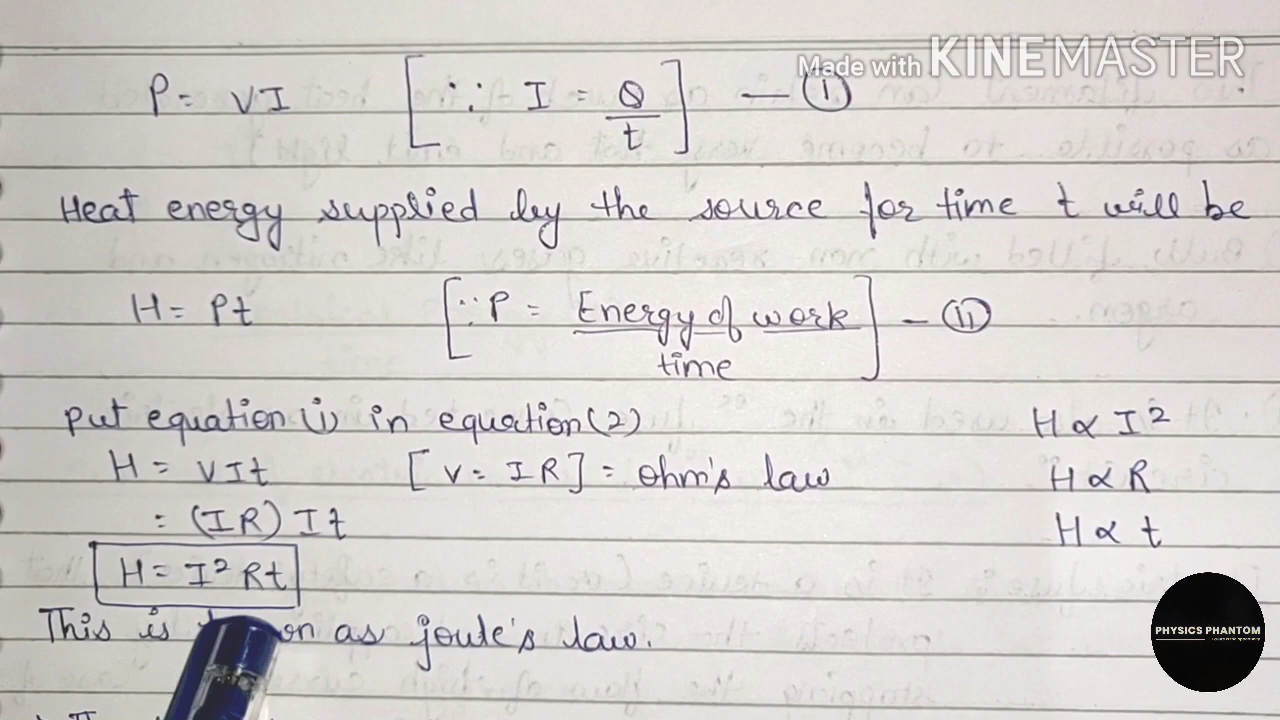 Made with KINEMASTER
P = VI [∵ I = Q/t] — (i)
Heat energy supplied by the source for time t will be
H = Pt [∵ P = Energy of work/time] — (ii)
put equation (i) in equation (2)
H ∝ I²
H = VIt [V = IR] = ohm's law
H ∝ R
= (IR) It
H ∝ t
H = I²Rt
This is as joule's law.
PHYSICS PHANTOM